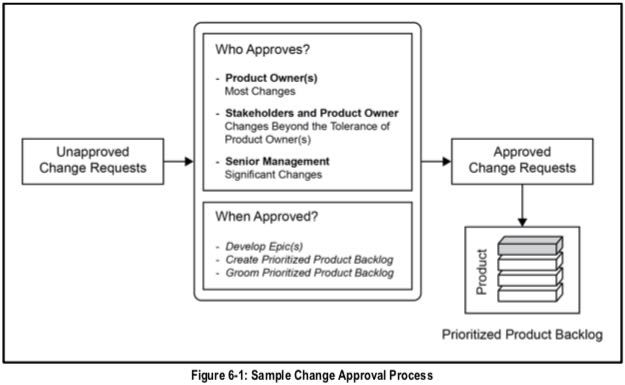 Who Approves?
- Product Owner(s)
Most Changes
- Stakeholders and Product Owner
Changes Beyond the Tolerance of
Product Owner(s)
- Senior Management
Significant Changes
Unapproved
Change Requests
Approved
Change Requests
When Approved?
- Develop Epic(s)
- Create Prioritized Product Backlog
- Groom Prioritized Product Backlog
Product
Prioritized Product Backlog
Figure 6-1: Sample Change Approval Process